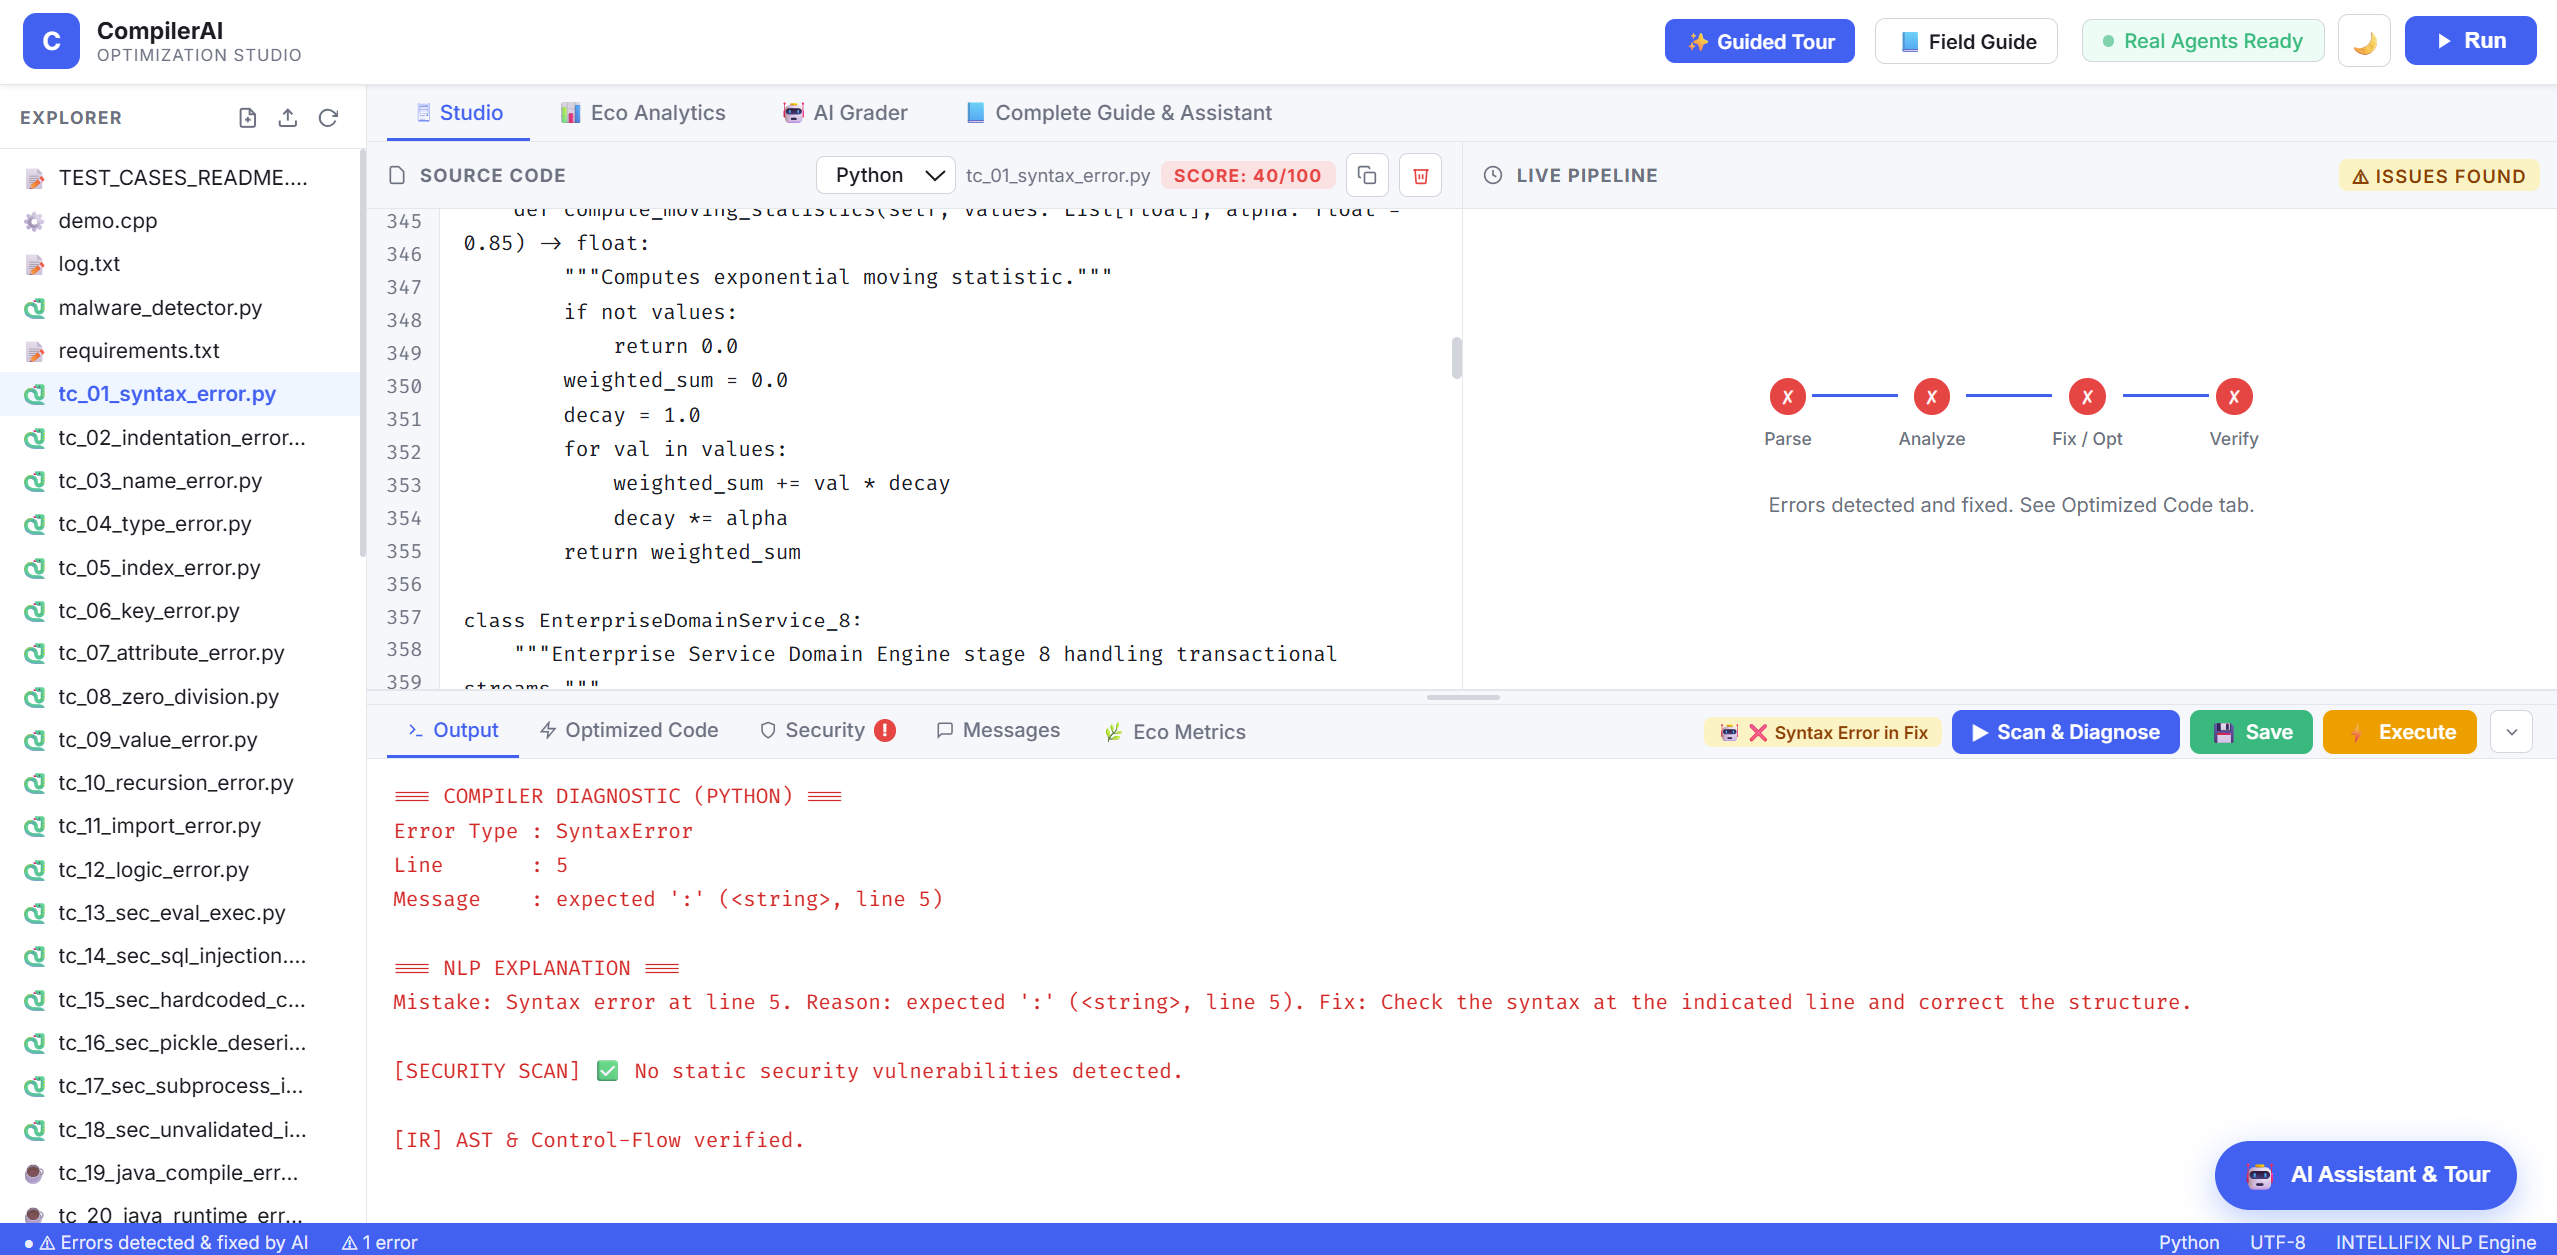 C
CompilerAI
OPTIMIZATION STUDIO
Guided Tour
Field Guide
Real Agents Ready
Run
EXPLORER
TEST_CASES_README....
demo.cpp
log.txt
malware_detector.py
requirements.txt
tc_01_syntax_error.py
tc_02_indentation_error...
tc_03_name_error.py
tc_04_type_error.py
tc_05_index_error.py
tc_06_key_error.py
tc_07_attribute_error.py
tc_08_zero_division.py
tc_09_value_error.py
tc_10_recursion_error.py
tc_11_import_error.py
tc_12_logic_error.py
tc_13_sec_eval_exec.py
tc_14_sec_sql_injection....
tc_15_sec_hardcoded_c...
tc_16_sec_pickle_deseri...
tc_17_sec_subprocess_i...
tc_18_sec_unvalidated_i...
tc_19_java_compile_err...
tc_20_java_runtime_err...
Studio
Eco Analytics
AI Grader
Complete Guide & Assistant
SOURCE CODE
Python
tc_01_syntax_error.py
SCORE: 40/100
345
346
347
348
349
350
351
352
353
354
355
356
357
358
359
def compute_moving_statistics(self, values: List[float], alpha: float =
0.85) -> float:
"""Computes exponential moving statistic."""
if not values:
return 0.0
weighted_sum = 0.0
decay = 1.0
for val in values:
weighted_sum += val * decay
decay *= alpha
return weighted_sum
class EnterpriseDomainService_8:
"""Enterprise Service Domain Engine stage 8 handling transactional
streams."""
LIVE PIPELINE
⚠ ISSUES FOUND
✗ ✗ ✗ ✗
Parse
Analyze
Fix / Opt
Verify
Errors detected and fixed. See Optimized Code tab.
Output
Optimized Code
Security !
Messages
Eco Metrics
❌ Syntax Error in Fix
▶ Scan & Diagnose
Save
Execute
=== COMPILER DIAGNOSTIC (PYTHON) ===
Error Type : SyntaxError
Line : 5
Message : expected ':' (<string>, line 5)
=== NLP EXPLANATION ===
Mistake: Syntax error at line 5. Reason: expected ':' (<string>, line 5). Fix: Check the syntax at the indicated line and correct the structure.
[SECURITY SCAN] ✅ No static security vulnerabilities detected.
[IR] AST & Control-Flow verified.
AI Assistant & Tour
● ⚠ Errors detected & fixed by AI
⚠ 1 error
Python
UTF-8
INTELLIFIX NLP Engine